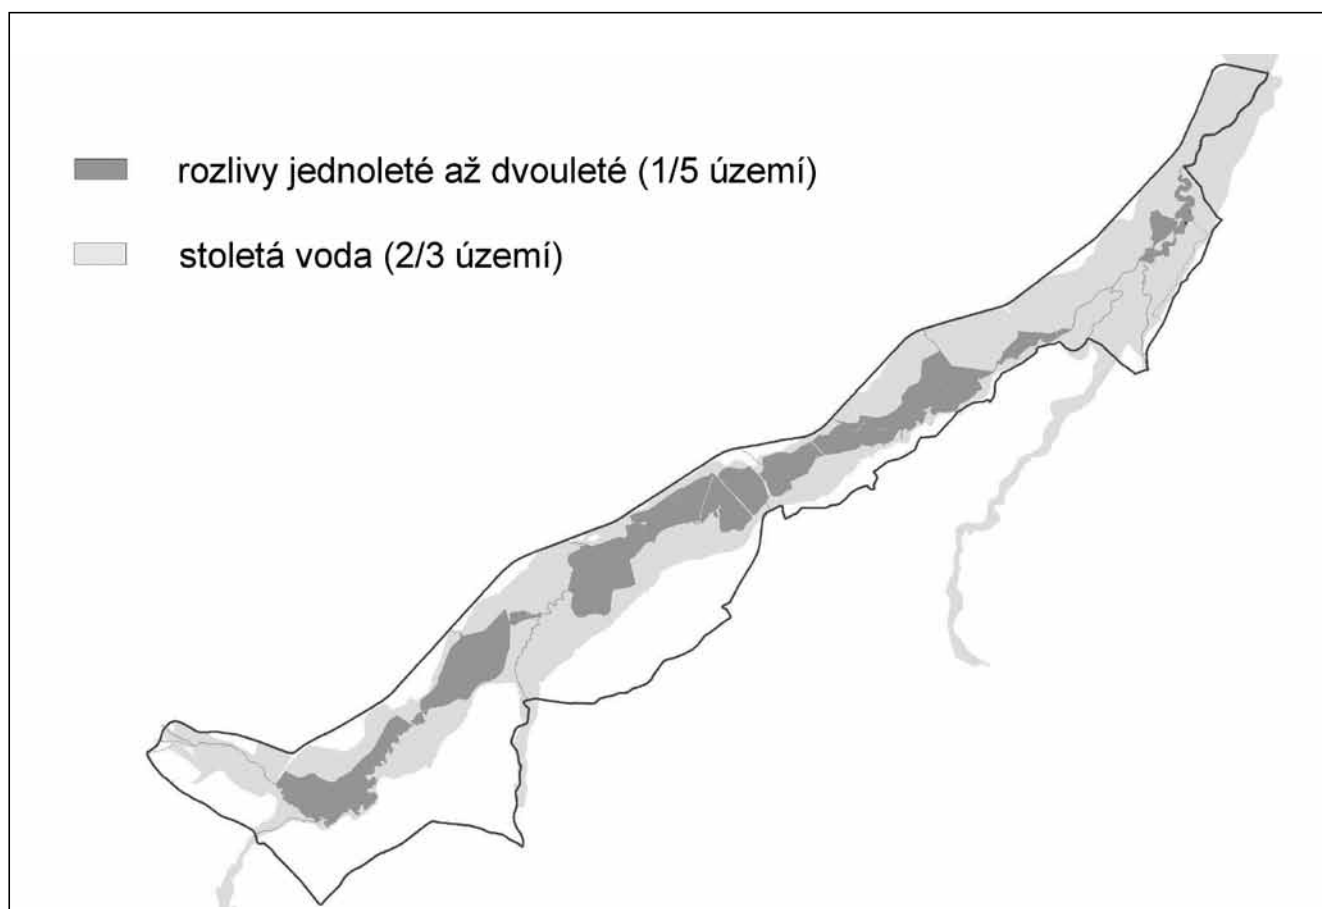 rozlivy jednoleté až dvouleté (1/5 území)
stoletá voda (2/3 území)